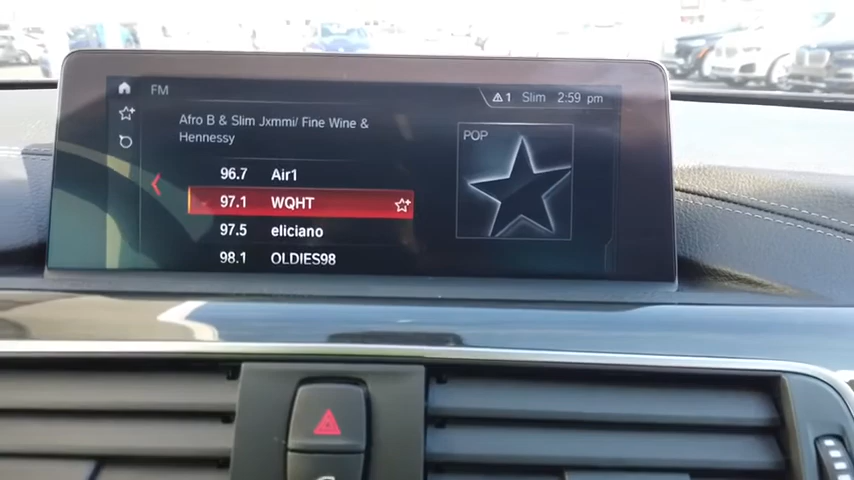 FM
1 Slim 2:59 pm
Afro B & Slim Jxmmi/ Fine Wine &
Hennessy
POP
96.7 Air1
97.1 WQHT
97.5 eliciano
98.1 OLDIES98